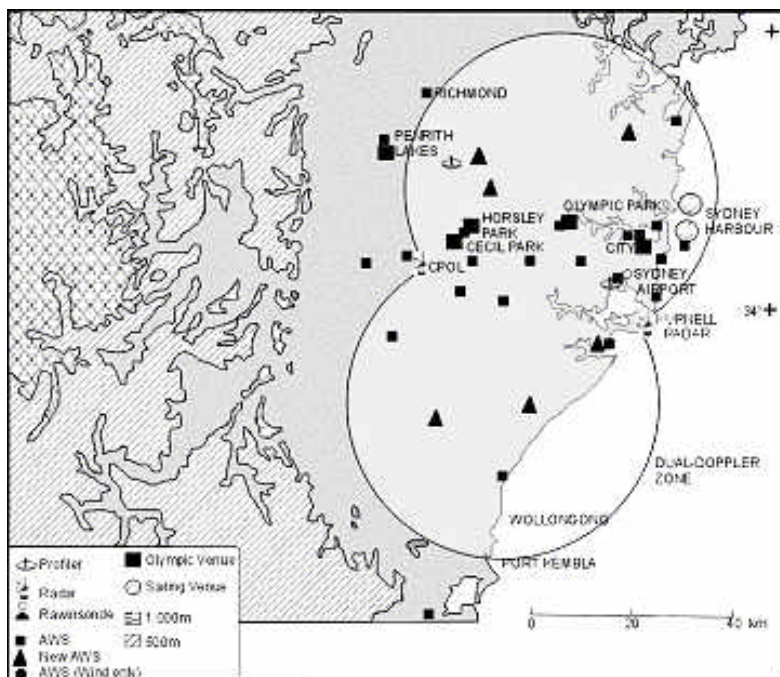 RICHMOND
PENRITH
LAKES
OLYMPIC PARK
HORSLEY
PARK
CECIL PARK
SYDNEY
HARBOUR
CITY
CPOL
SYDNEY
AIRPORT
34°
KURNELL
RADAR
DUAL-DOPPLER
ZONE
WOLLONGONG
PORT KEMBLA
Profiler
Olympic Venue
Radar
Sailing Venue
Rawinsonde
1 000m
AWS
500m
New AWS
AWS (Wind only)
0 20 40 km